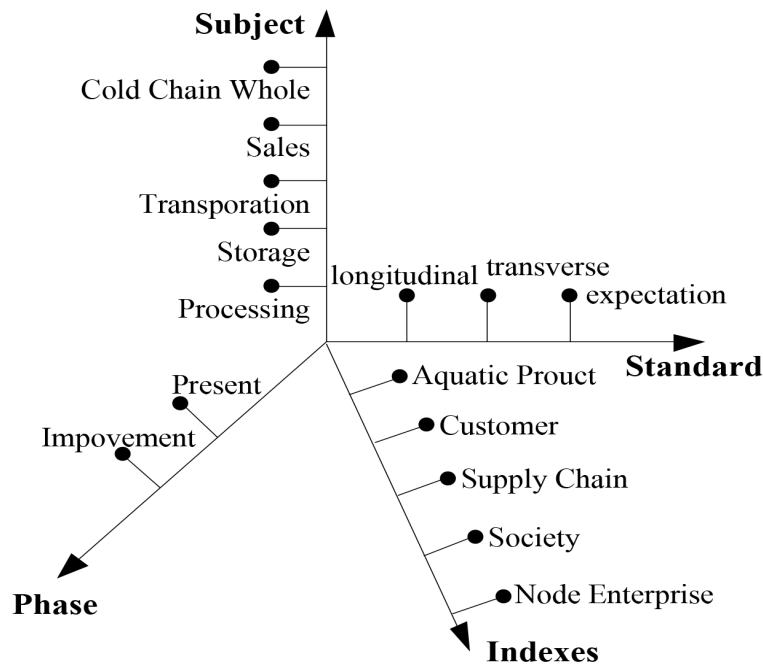 Subject
Cold Chain Whole
Sales
Transporation
Storage
Processing
longitudinal
transverse
expectation
Standard
Present
Impovement
Phase
Aquatic Prouct
Customer
Supply Chain
Society
Node Enterprise
Indexes